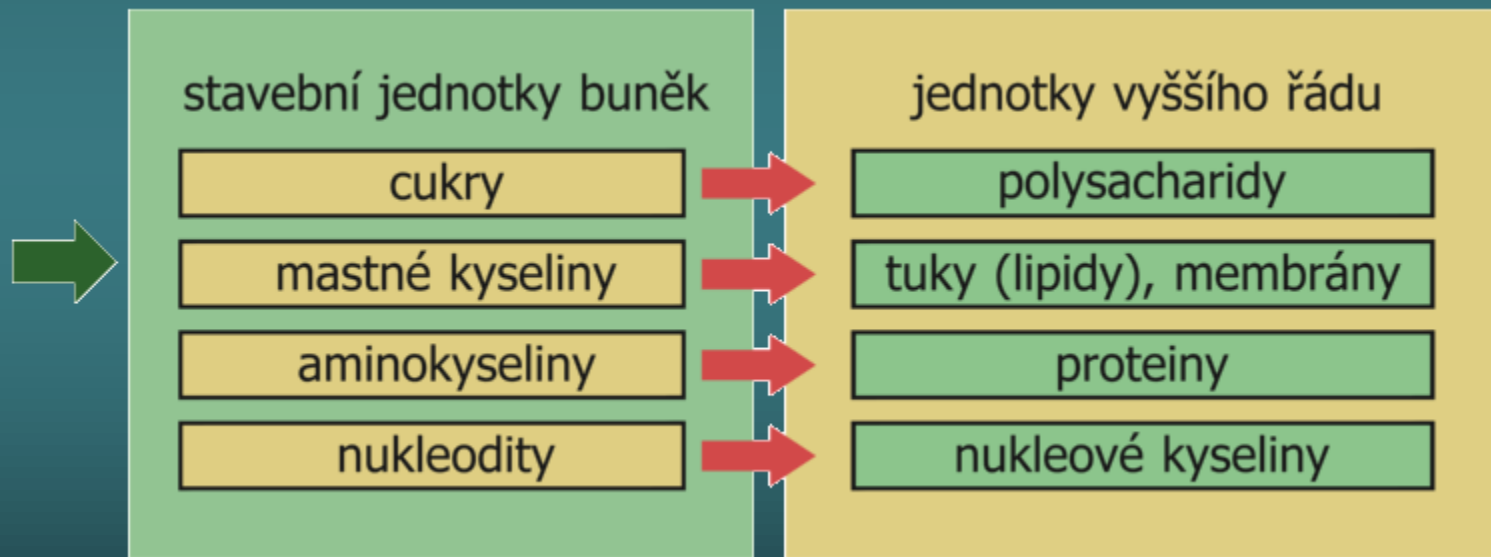 stavební jednotky buněk
cukry
mastné kyseliny
aminokyseliny
nukleodity
jednotky vyššího řádu
polysacharidy
tuky (lipidy), membrány
proteiny
nukleové kyseliny